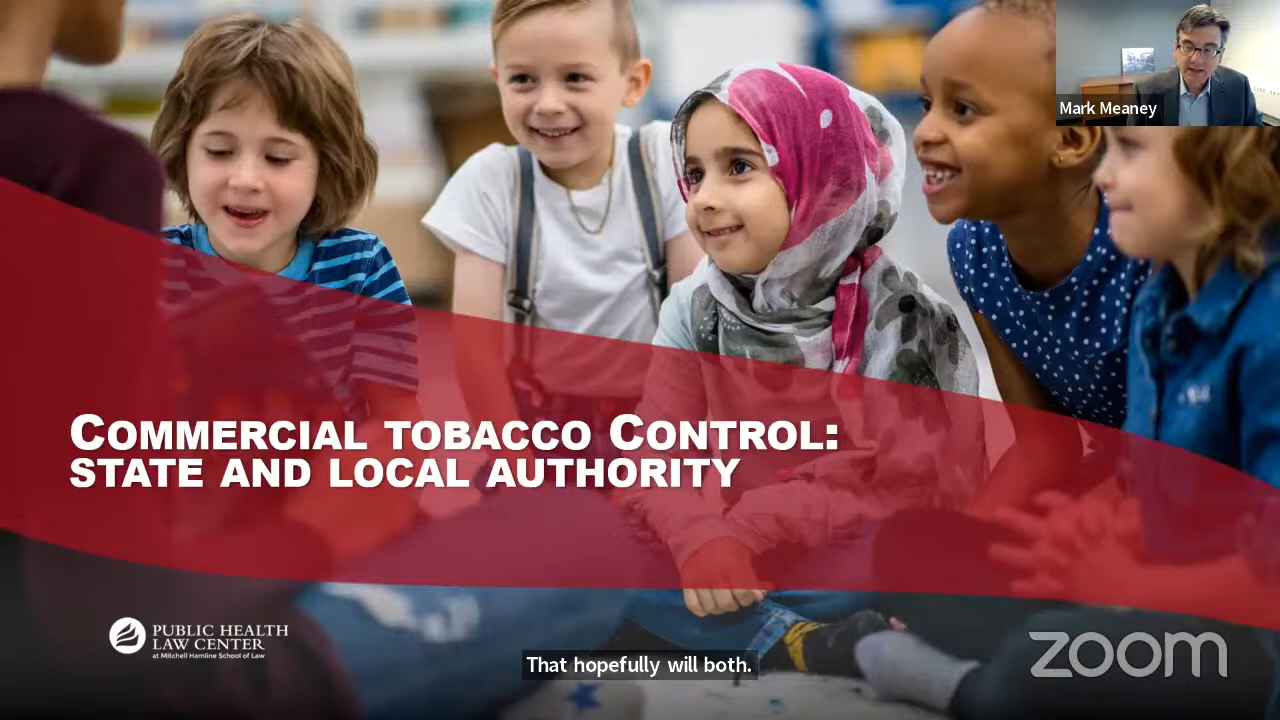 Mark Meaney
COMMERCIAL TOBACCO CONTROL:
STATE AND LOCAL AUTHORITY
PUBLIC HEALTH
LAW CENTER
at Mitchell Hamline School of Law
That hopefully will both.
zoom